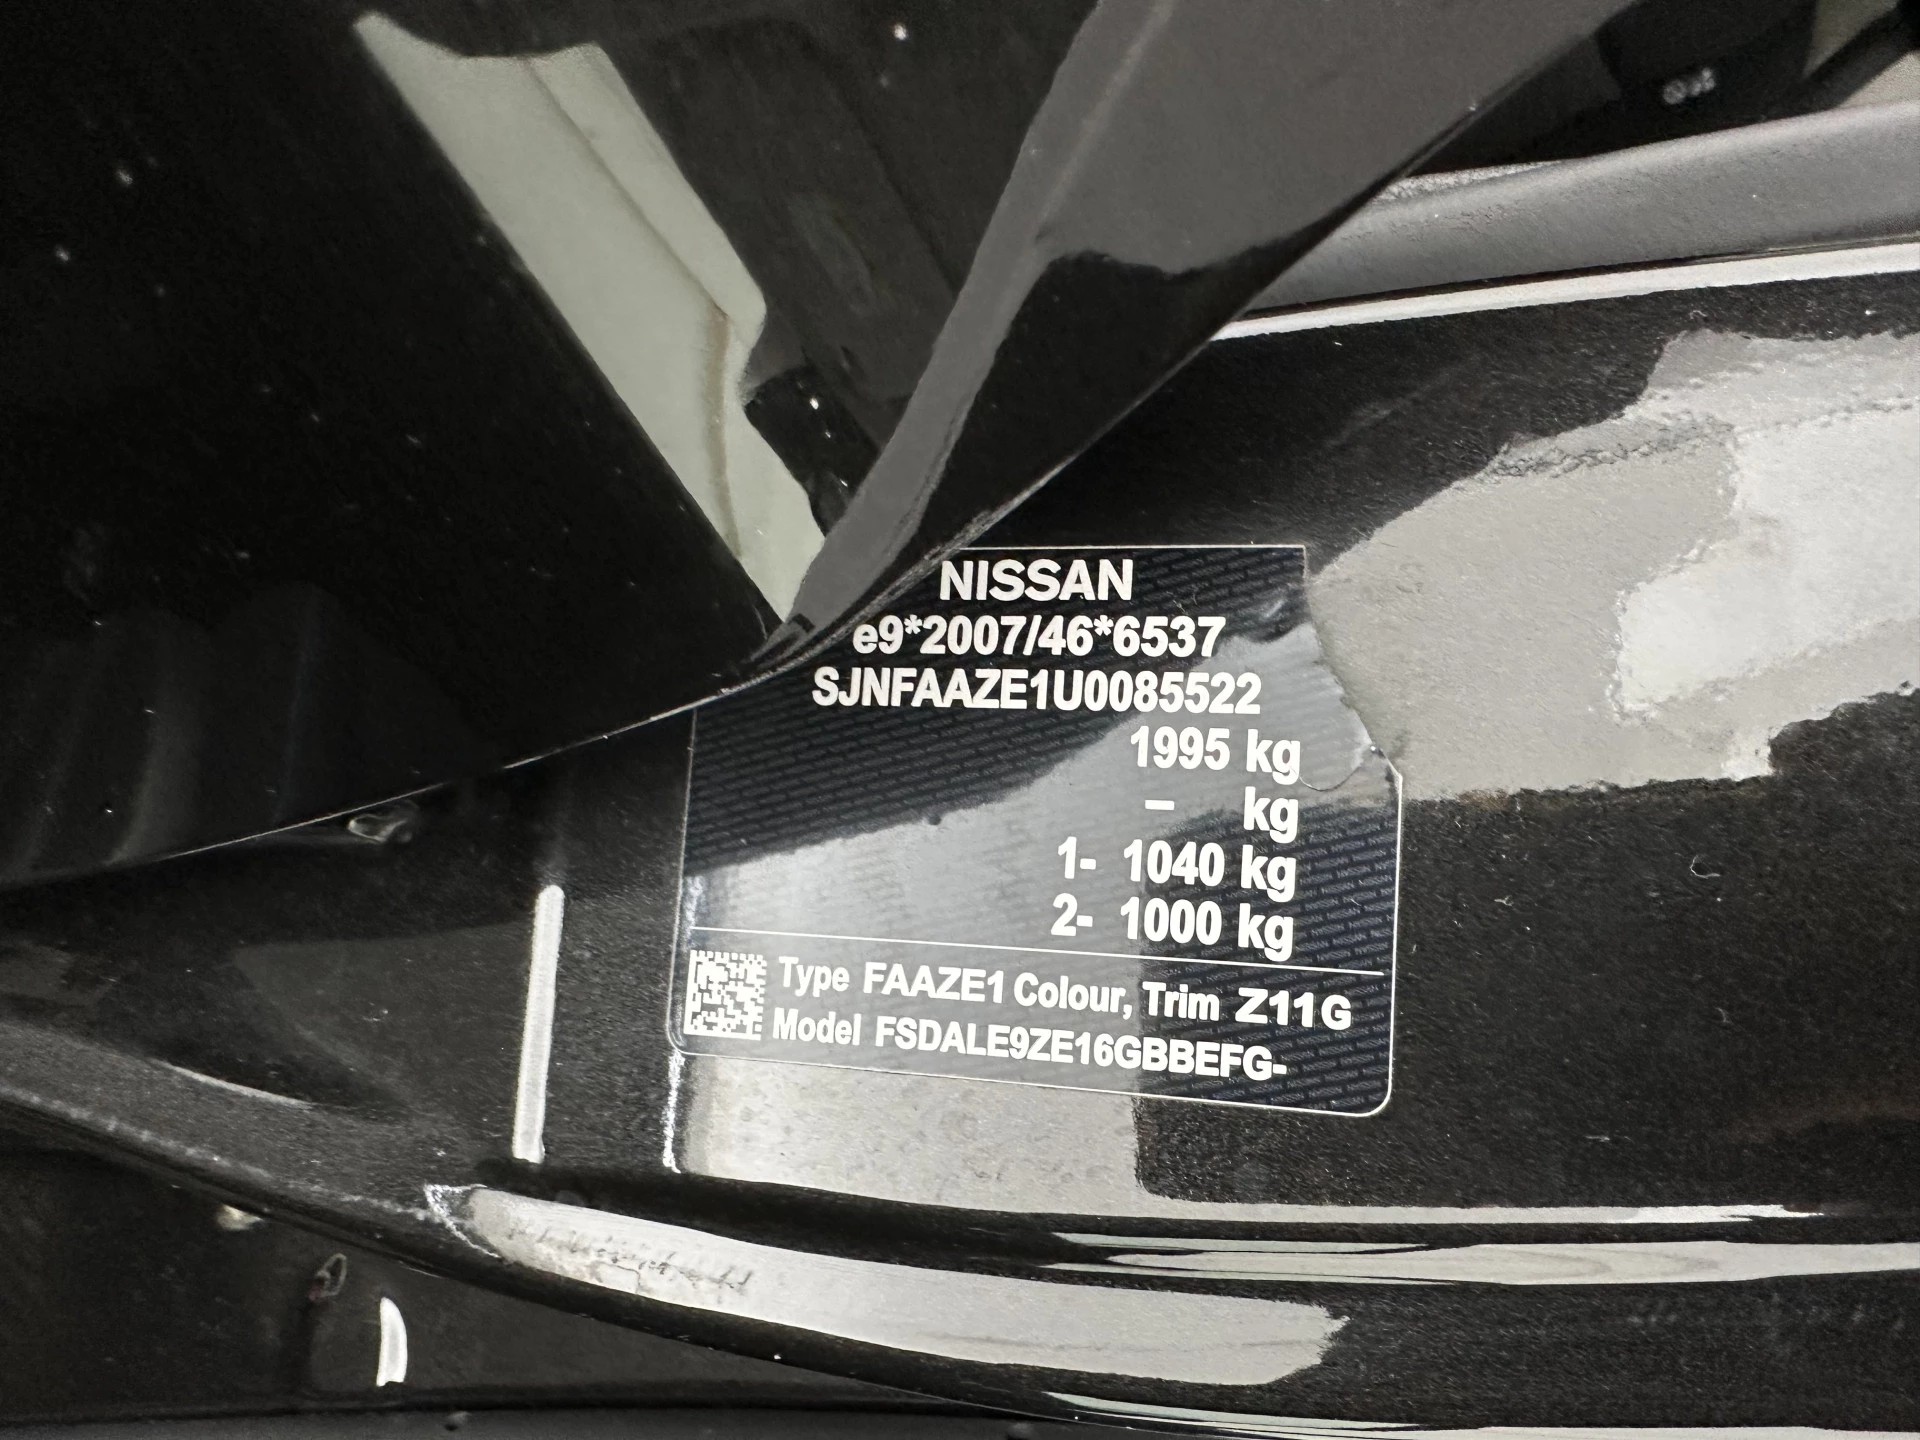 NISSAN
e9*2007/46*6537
SJNFAAZE1U0085522
1995 kg
– kg
1- 1040 kg
2- 1000 kg
Type FAAZE1 Colour, Trim Z11G
Model FSDALE9ZE16GBBEFG-